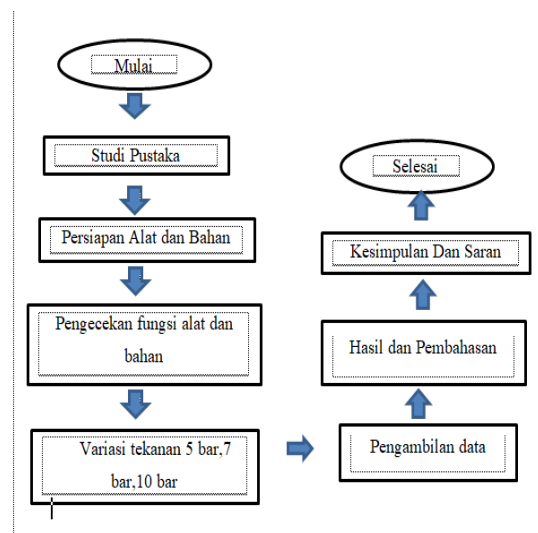 Mulai
Studi Pustaka
Persiapan Alat dan Bahan
Pengecekan fungsi alat dan
bahan
Variasi tekanan 5 bar,7
bar,10 bar
Pengambilan data
Hasil dan Pembahasan
Kesimpulan Dan Saran
Selesai